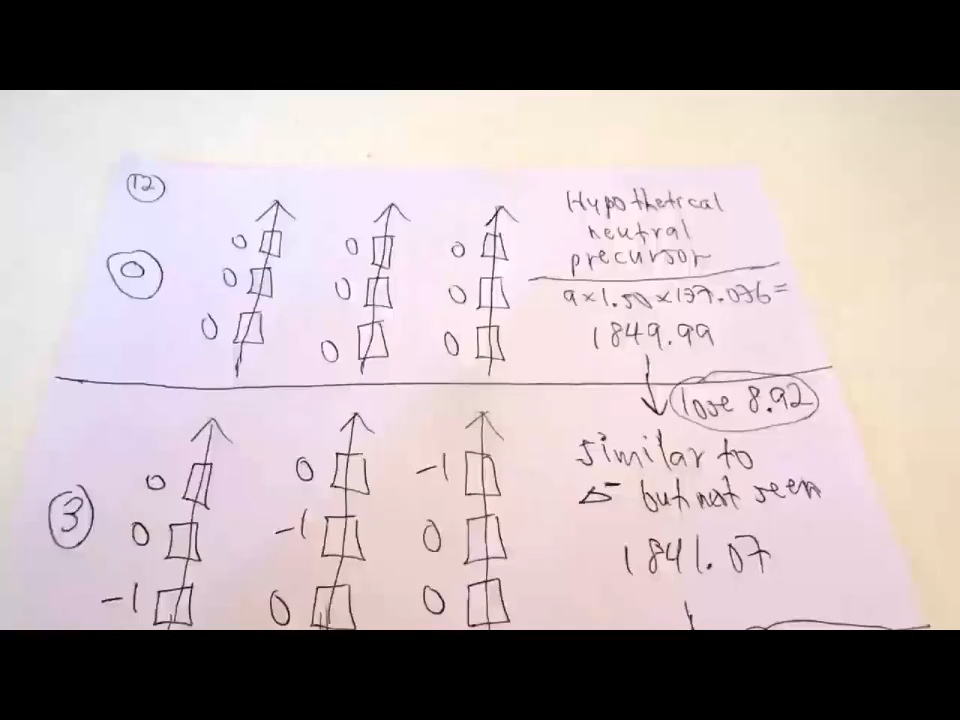 12
0 0 0 Hypothetical
0 0 0 0 neutral
0 0 0 precursor
9×1.50×137.036=
1849.99
lose 8.92
0 0 -1 similar to
3 0 -1 0 but not seen
-1 0 0 1841.07